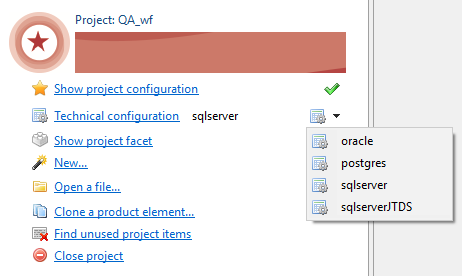 Project: QA_wf
Show project configuration
Technical configuration sqlserver
Show project facet
New...
Open a file...
Clone a product element...
Find unused project items
Close project
oracle
postgres
sqlserver
sqlserverJTDS